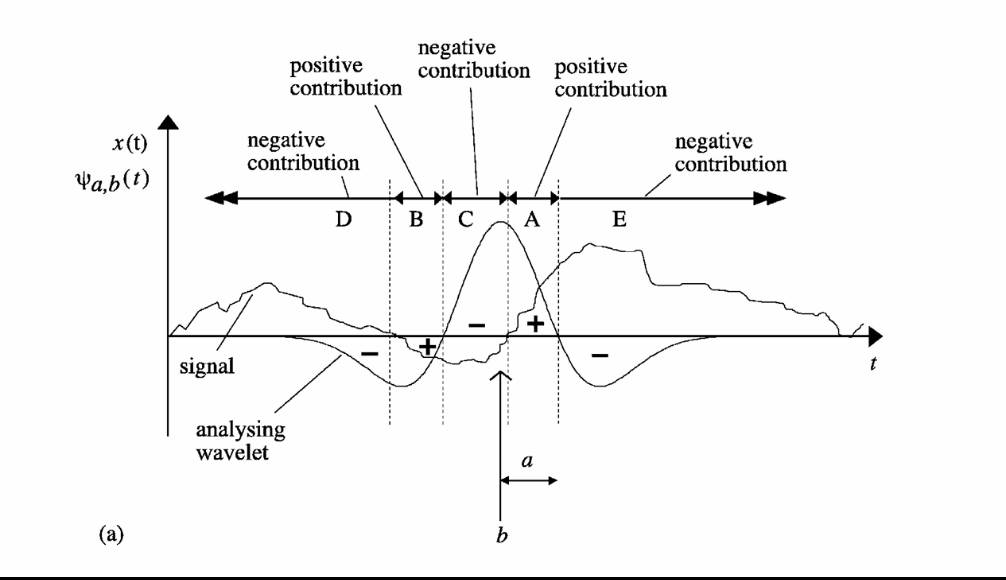 negative
contribution
positive
contribution
positive
contribution
x(t)
ψa,b(t)
negative
contribution
negative
contribution
D
B
C
A
E
−
+
−
+
−
signal
t
analysing
wavelet
a
b
(a)